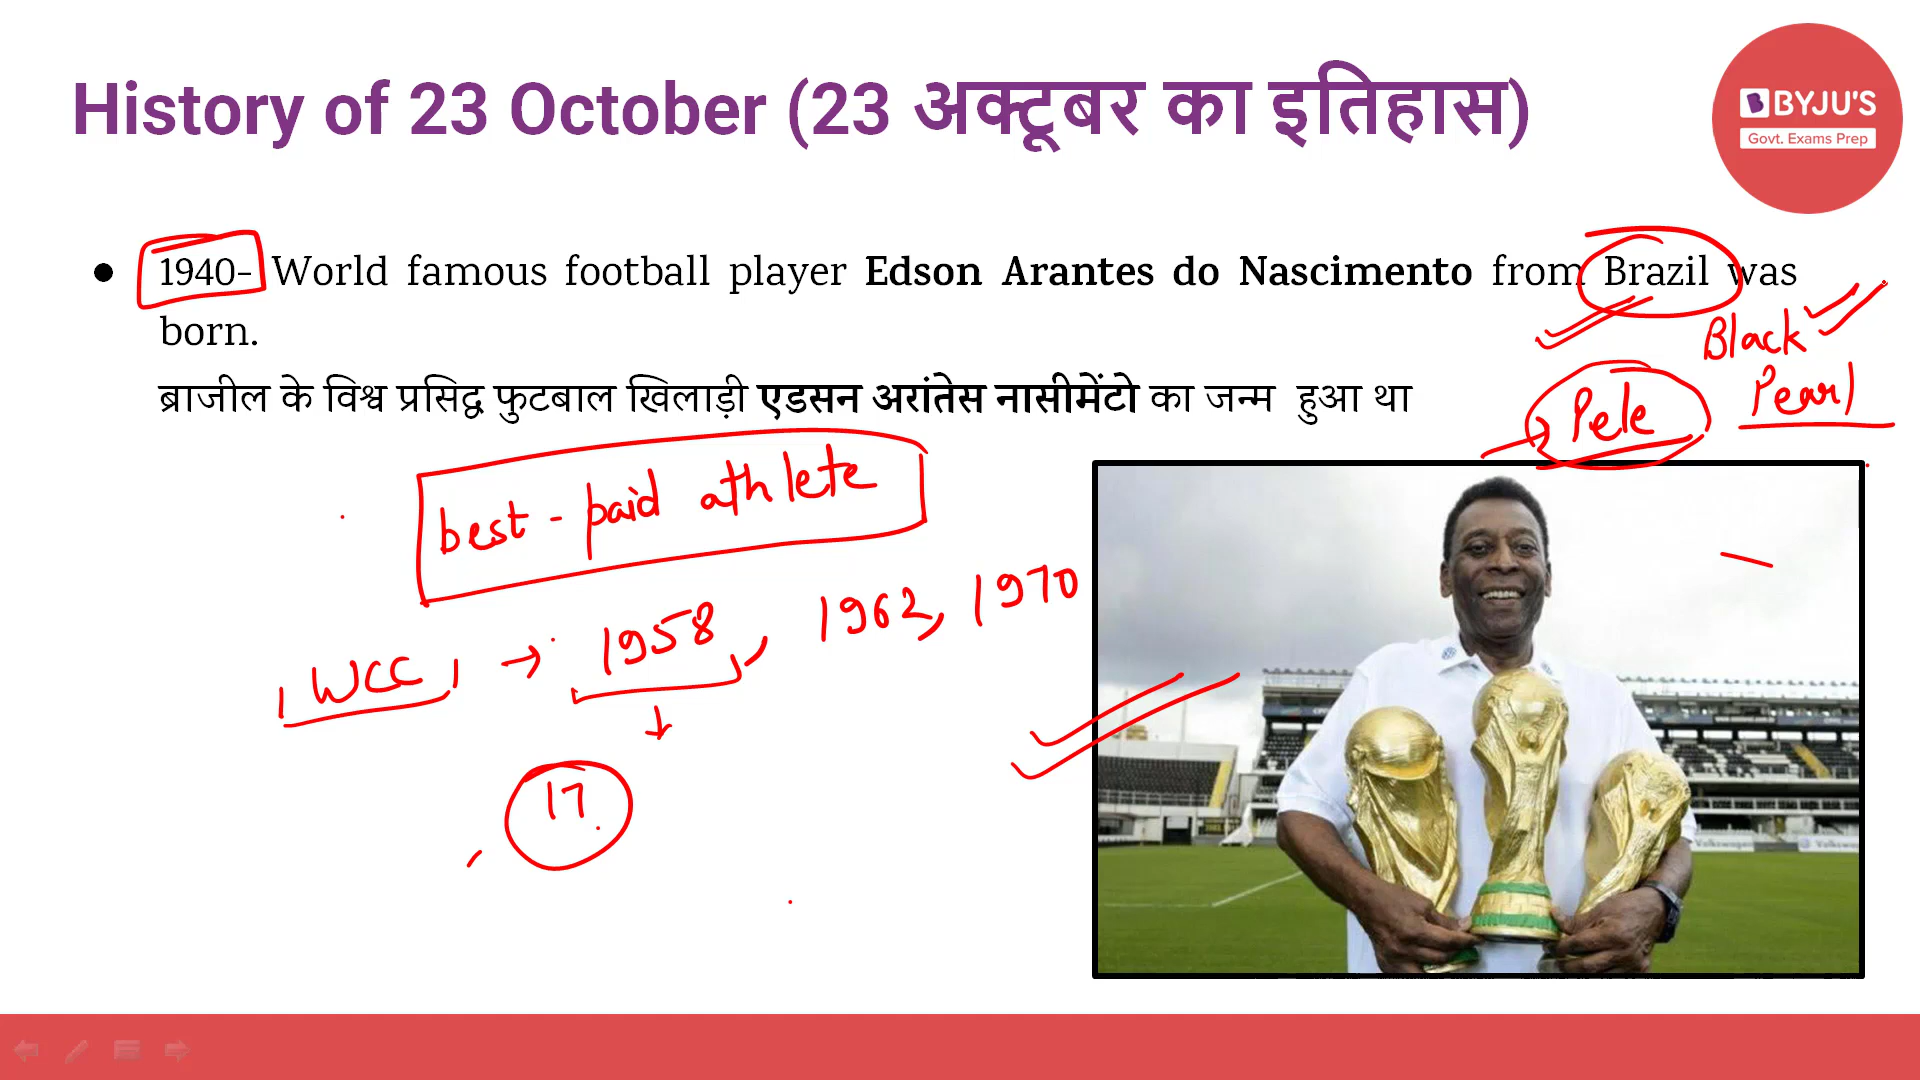 History of 23 October (23 अक्टूबर का इतिहास)
BYJU'S
Govt. Exams Prep
● 1940- World famous football player Edson Arantes do Nascimento from Brazil was
born.
ब्राजील के विश्व प्रसिद्ध फुटबाल खिलाड़ी एडसन अरांतेस नासीमेंटो का जन्म हुआ था
Black
Pearl
Pele
best-paid athlete
WCC → 1958, 1962, 1970
17
Volkswagen